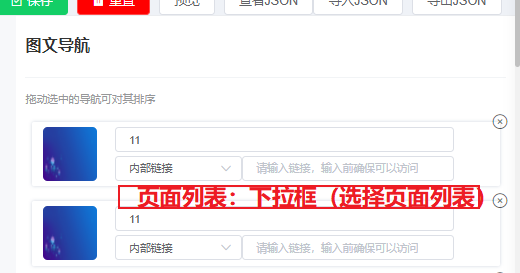 保存 重置 预览 查看JSON 导入JSON 导出JSON
图文导航
拖动选中的导航可对其排序
11
内部链接 请输入链接，输入前确保可以访问
页面列表：下拉框（选择页面列表）
11
内部链接 请输入链接，输入前确保可以访问